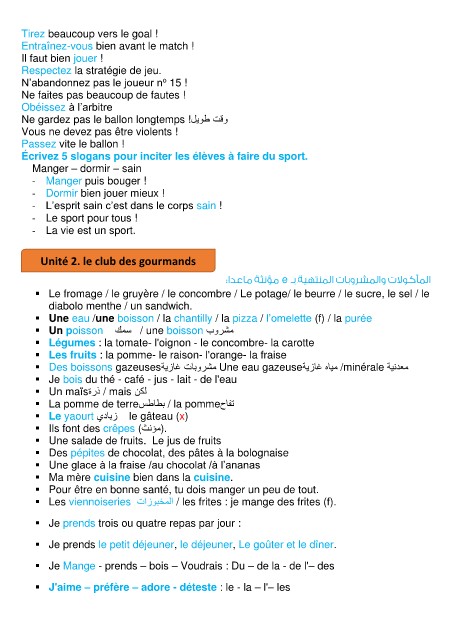 Tirez beaucoup vers le goal !
Entraînez-vous bien avant le match !
Il faut bien jouer !
Respectez la stratégie de jeu.
N'abandonnez pas le joueur nº 15 !
Ne faites pas beaucoup de fautes !
Obéissez à l'arbitre
Ne gardez pas le ballon longtemps !وقت طويل
Vous ne devez pas être violents !
Passez vite le ballon !
Écrivez 5 slogans pour inciter les élèves à faire du sport.
Manger – dormir – sain
- Manger puis bouger !
- Dormir bien jouer mieux !
- L'esprit sain c'est dans le corps sain !
- Le sport pour tous !
- La vie est un sport.
Unité 2. le club des gourmands
المأكولات والمشروبات المنتهية بـ e مؤنثة ماعدا:
▪ Le fromage / le gruyère / le concombre / Le potage/ le beurre / le sucre, le sel / le
diabolo menthe / un sandwich.
▪ Une eau /une boisson / la chantilly / la pizza / l'omelette (f) / la purée
▪ Un poisson سمك / une boisson مشروب
▪ Légumes : la tomate- l'oignon - le concombre- la carotte
▪ Les fruits : la pomme- le raison- l'orange- la fraise
▪ Des boissons gazeuses مشروبات غازية Une eau gazeuse مياه غازية /minérale معدنية
▪ Je bois du thé - café - jus - lait - de l'eau
▪ Un maïs ذرة / mais لكن
▪ La pomme de terre بطاطس / la pomme تفاح
▪ Le yaourt زبادي le gâteau (x)
▪ Ils font des crêpes (مؤنث).
▪ Une salade de fruits. Le jus de fruits
▪ Des pépites de chocolat, des pâtes à la bolognaise
▪ Une glace à la fraise /au chocolat /à l'ananas
▪ Ma mère cuisine bien dans la cuisine.
▪ Pour être en bonne santé, tu dois manger un peu de tout.
▪ Les viennoiseries المخبوزات / les frites : je mange des frites (f).
▪ Je prends trois ou quatre repas par jour :
▪ Je prends le petit déjeuner, le déjeuner, Le goûter et le dîner.
▪ Je Mange - prends – bois – Voudrais : Du – de la - de l'– des
▪ J'aime – préfère – adore - déteste : le - la – l'– les